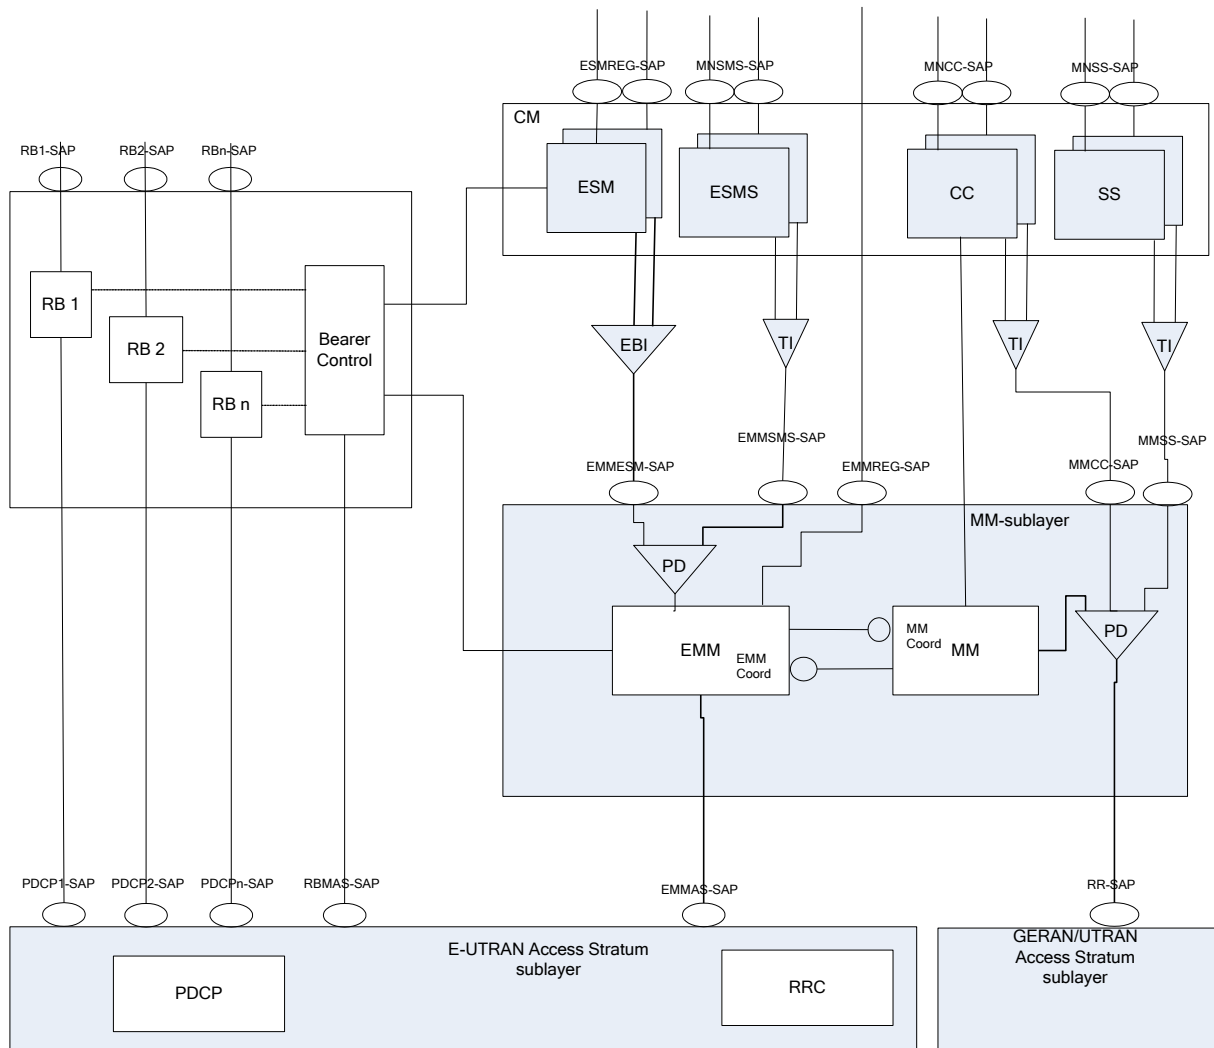 ESMREG-SAP
MNSMS-SAP
MNCC-SAP
MNSS-SAP
CM
RB1-SAP
RB2-SAP
RBn-SAP
ESM
ESMS
CC
SS
RB 1
RB 2
RB n
Bearer
Control
EBI
TI
TI
TI
EMMSMS-SAP
MMSS-SAP
EMMESM-SAP
EMMREG-SAP
MMCC-SAP
MM-sublayer
PD
PD
EMM
EMM
Coord
MM
Coord
MM
PDCP1-SAP
PDCP2-SAP
PDCPn-SAP
RBMAS-SAP
EMMAS-SAP
RR-SAP
E-UTRAN Access Stratum
sublayer
GERAN/UTRAN
Access Stratum
sublayer
PDCP
RRC